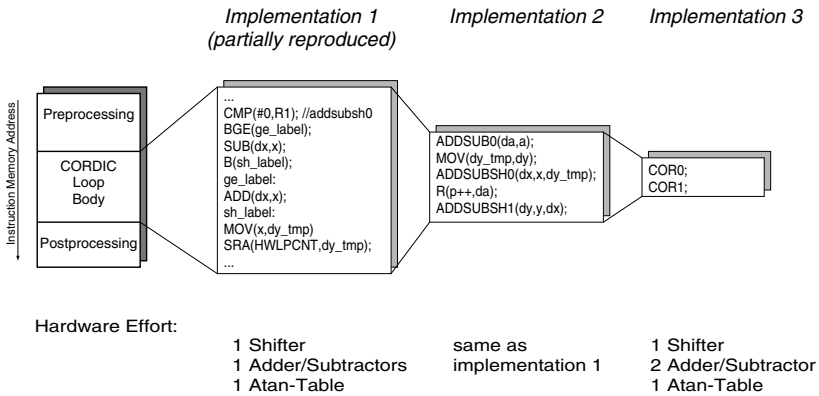 Implementation 1
(partially reproduced)
Implementation 2
Implementation 3
Instruction Memory Address
Preprocessing
CORDIC
Loop
Body
Postprocessing
...
CMP(#0,R1); //addsubsh0
BGE(ge_label);
SUB(dx,x);
B(sh_label);
ge_label:
ADD(dx,x);
sh_label:
MOV(x,dy_tmp)
SRA(HWLPCNT,dy_tmp);
...
ADDSUB0(da,a);
MOV(dy_tmp,dy);
ADDSUBSH0(dx,x,dy_tmp);
R(p++,da);
ADDSUBSH1(dy,y,dx);
COR0;
COR1;
Hardware Effort:
1 Shifter
1 Adder/Subtractors
1 Atan-Table
same as
implementation 1
1 Shifter
2 Adder/Subtractor
1 Atan-Table